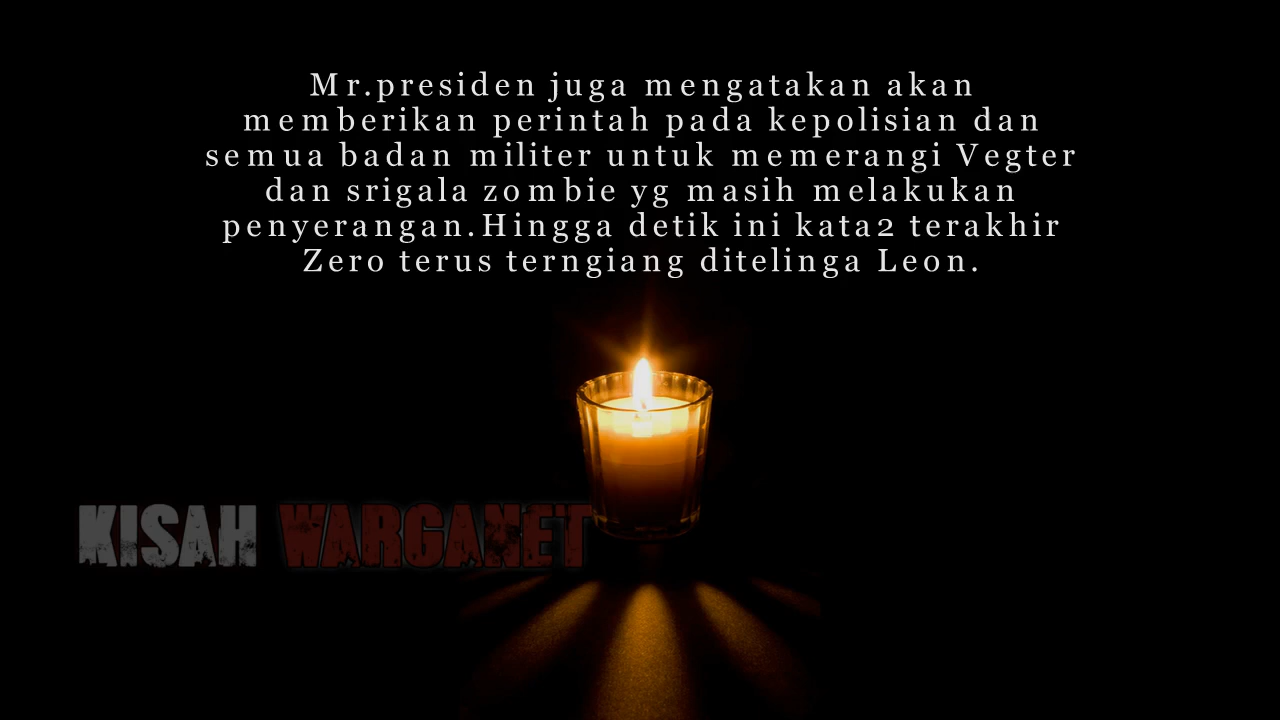 Mr.presiden juga mengatakan akan
memberikan perintah pada kepolisian dan
semua badan militer untuk memerangi Vegter
dan srigala zombie yg masih melakukan
penyerangan.Hingga detik ini kata2 terakhir
Zero terus terngiang ditelinga Leon.
KISAH WARGANET